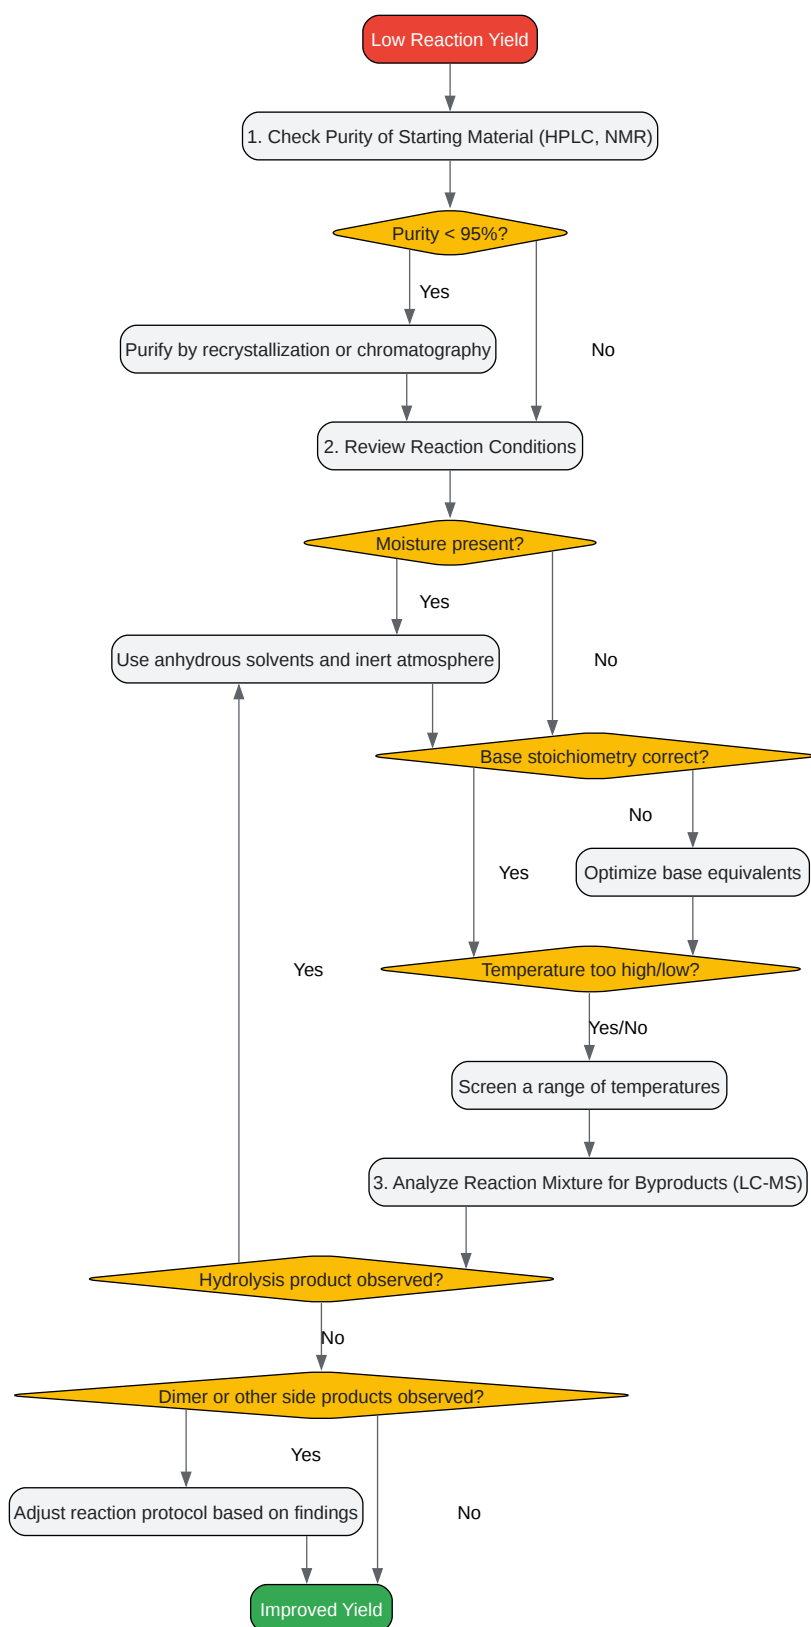 Low Reaction Yield
1. Check Purity of Starting Material (HPLC, NMR)
Purity < 95%?
Yes
Purify by recrystallization or chromatography
No
2. Review Reaction Conditions
Moisture present?
Yes
Use anhydrous solvents and inert atmosphere
No
Base stoichiometry correct?
No
Yes
Optimize base equivalents
Yes
Temperature too high/low?
Yes/No
Screen a range of temperatures
3. Analyze Reaction Mixture for Byproducts (LC-MS)
Hydrolysis product observed?
No
Dimer or other side products observed?
Yes
Adjust reaction protocol based on findings
No
Improved Yield